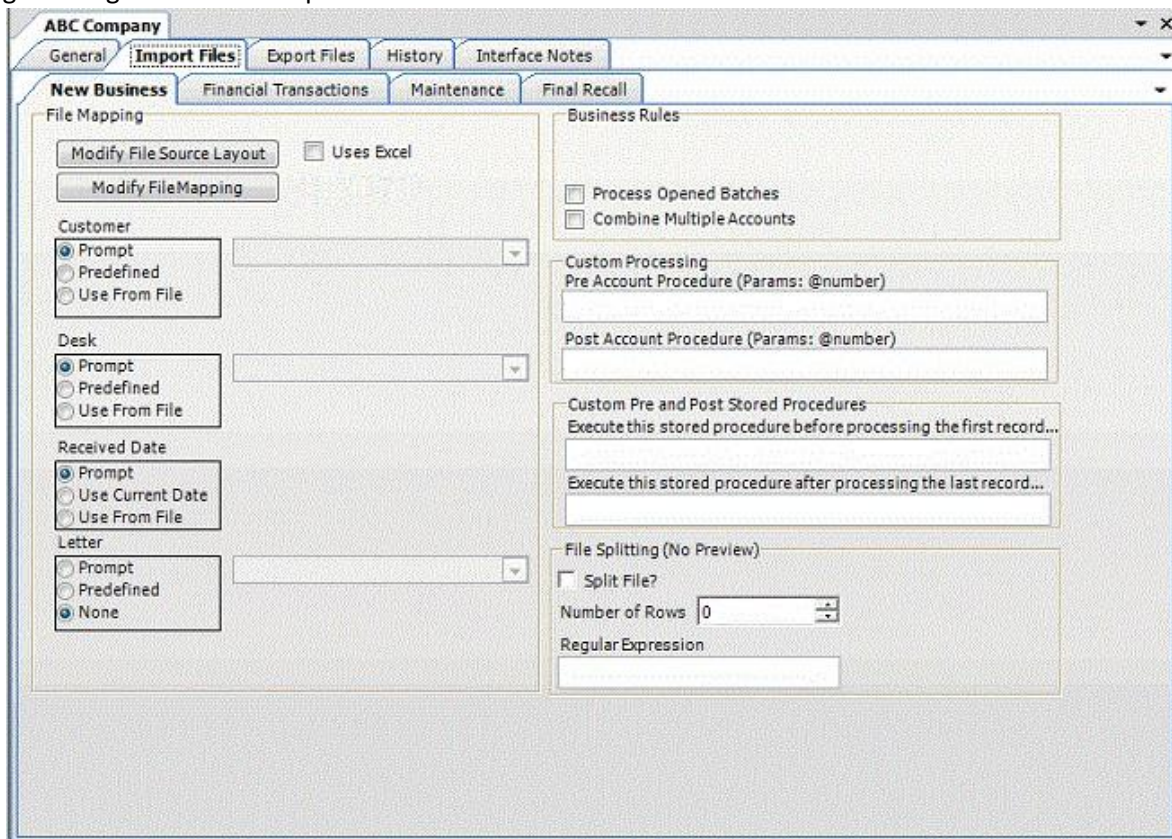 ABC Company
General Import Files Export Files History Interface Notes
New Business Financial Transactions Maintenance Final Recall
File Mapping
Modify File Source Layout Uses Excel
Modify FileMapping
Customer
Prompt
Predefined
Use From File
Desk
Prompt
Predefined
Use From File
Received Date
Prompt
Use Current Date
Use From File
Letter
Prompt
Predefined
None
Business Rules
Process Opened Batches
Combine Multiple Accounts
Custom Processing
Pre Account Procedure (Params: @number)
Post Account Procedure (Params: @number)
Custom Pre and Post Stored Procedures
Execute this stored procedure before processing the first record...
Execute this stored procedure after processing the last record...
File Splitting (No Preview)
Split File?
Number of Rows 0
Regular Expression